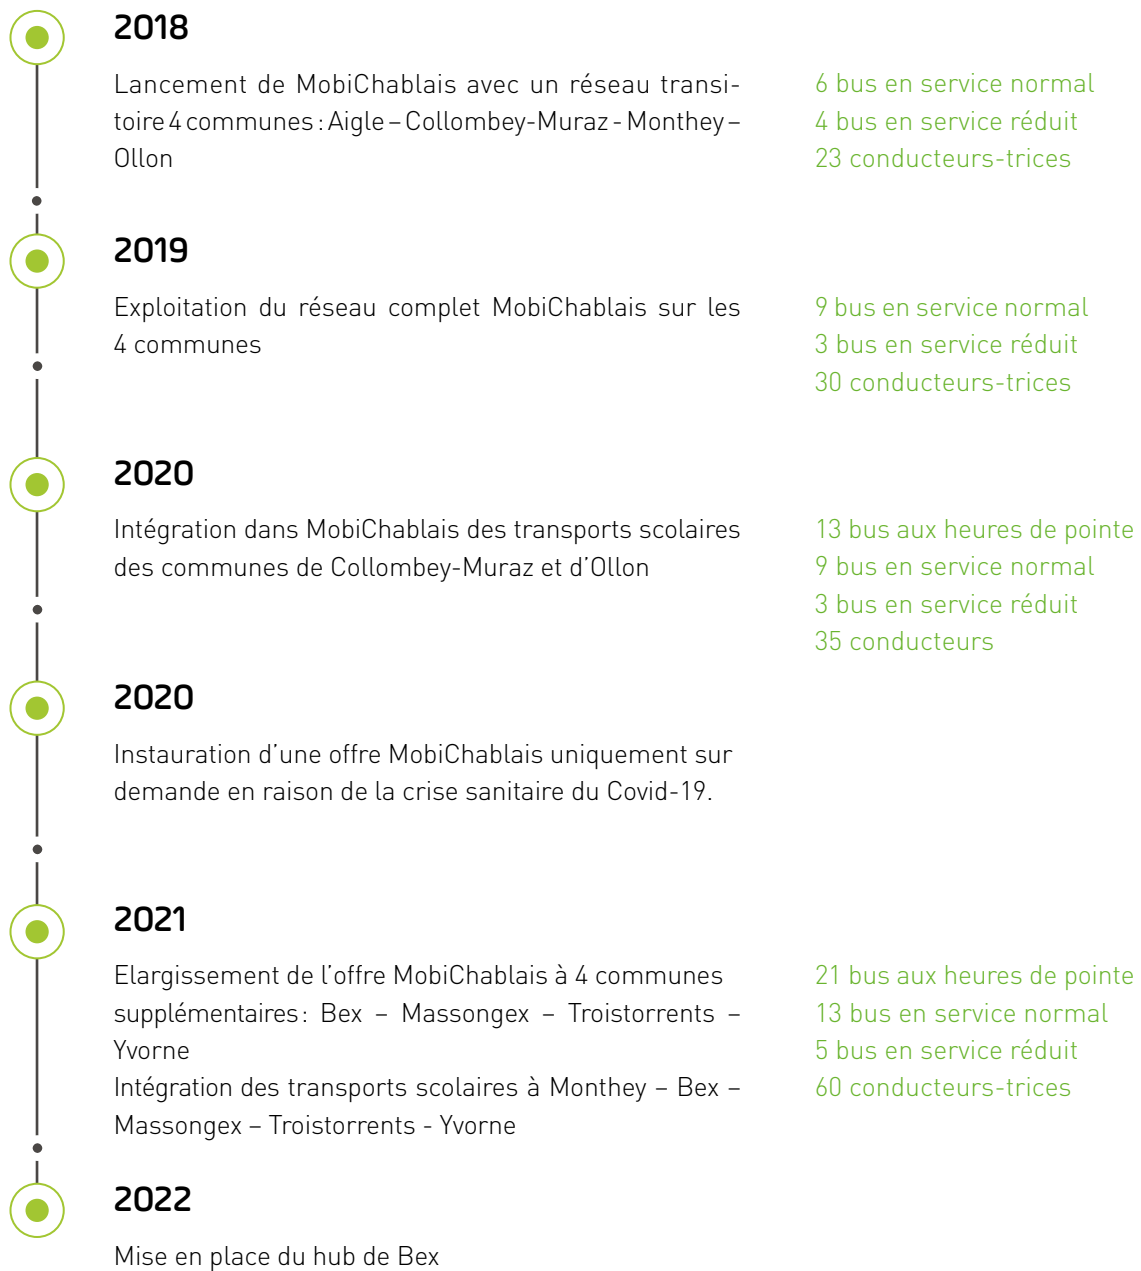 2018
Lancement de MobiChablais avec un réseau transi-
toire 4 communes : Aigle – Collombey-Muraz - Monthey –
Ollon
6 bus en service normal
4 bus en service réduit
23 conducteurs-trices
2019
Exploitation du réseau complet MobiChablais sur les
4 communes
9 bus en service normal
3 bus en service réduit
30 conducteurs-trices
2020
Intégration dans MobiChablais des transports scolaires
des communes de Collombey-Muraz et d’Ollon
13 bus aux heures de pointe
9 bus en service normal
3 bus en service réduit
35 conducteurs
2020
Instauration d’une offre MobiChablais uniquement sur
demande en raison de la crise sanitaire du Covid-19.
2021
Elargissement de l’offre MobiChablais à 4 communes
supplémentaires : Bex – Massongex – Troistorrents –
Yvorne
Intégration des transports scolaires à Monthey – Bex –
Massongex – Troistorrents - Yvorne
21 bus aux heures de pointe
13 bus en service normal
5 bus en service réduit
60 conducteurs-trices
2022
Mise en place du hub de Bex